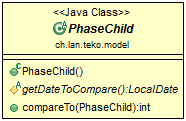 <<Java Class>>
PhaseChild
ch.lan.teko.model
PhaseChild()
getDateToCompare():LocalDate
compareTo(PhaseChild):int